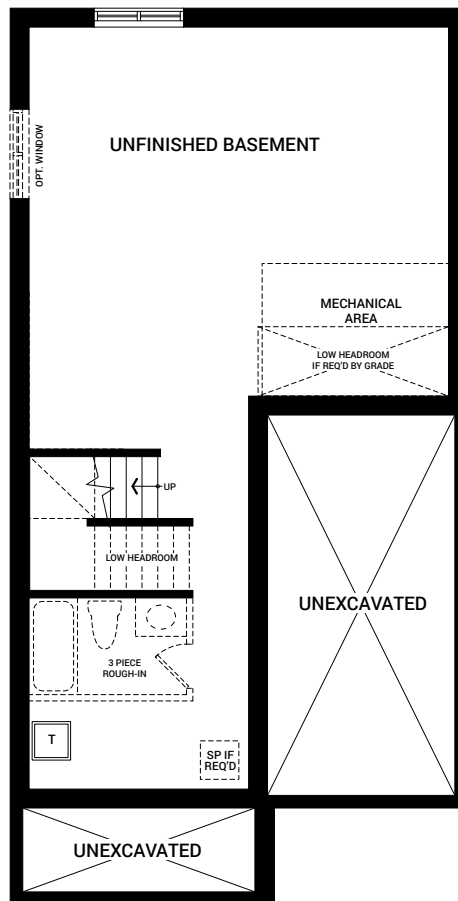 OPT. WINDOW
UNFINISHED BASEMENT
MECHANICAL
AREA
LOW HEADROOM
IF REQ'D BY GRADE
UP
LOW HEADROOM
UNEXCAVATED
3 PIECE
ROUGH-IN
T
SP IF
REQ'D
UNEXCAVATED